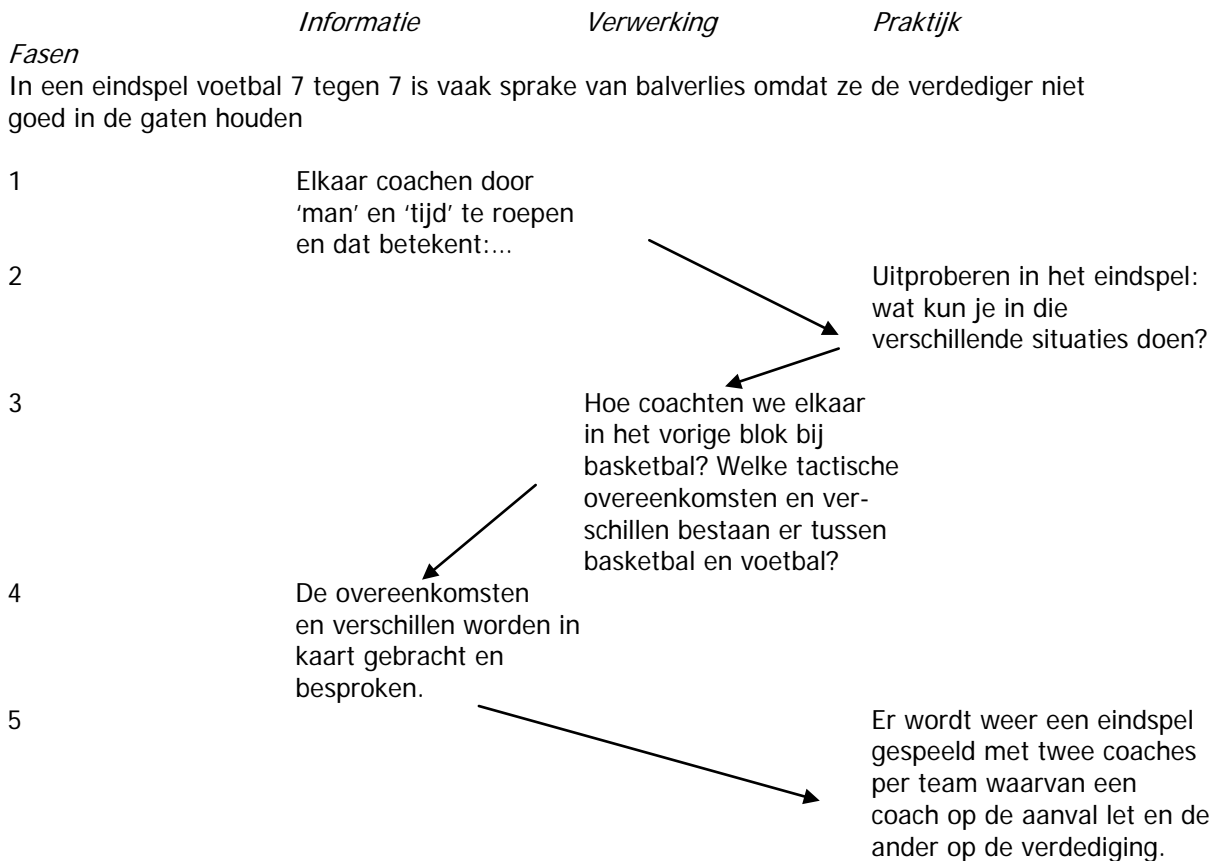 Informatie Verwerking Praktijk
Fasen
In een eindspel voetbal 7 tegen 7 is vaak sprake van balverlies omdat ze de verdediger niet
goed in de gaten houden
1 Elkaar coachen door
‘man’ en ‘tijd’ te roepen
en dat betekent:...
2 Uitproberen in het eindspel:
wat kun je in die
verschillende situaties doen?
3 Hoe coachten we elkaar
in het vorige blok bij
basketbal? Welke tactische
overeenkomsten en ver-
schillen bestaan er tussen
basketbal en voetbal?
4 De overeenkomsten
en verschillen worden in
kaart gebracht en
besproken.
5 Er wordt weer een eindspel
gespeeld met twee coaches
per team waarvan een
coach op de aanval let en de
ander op de verdediging.